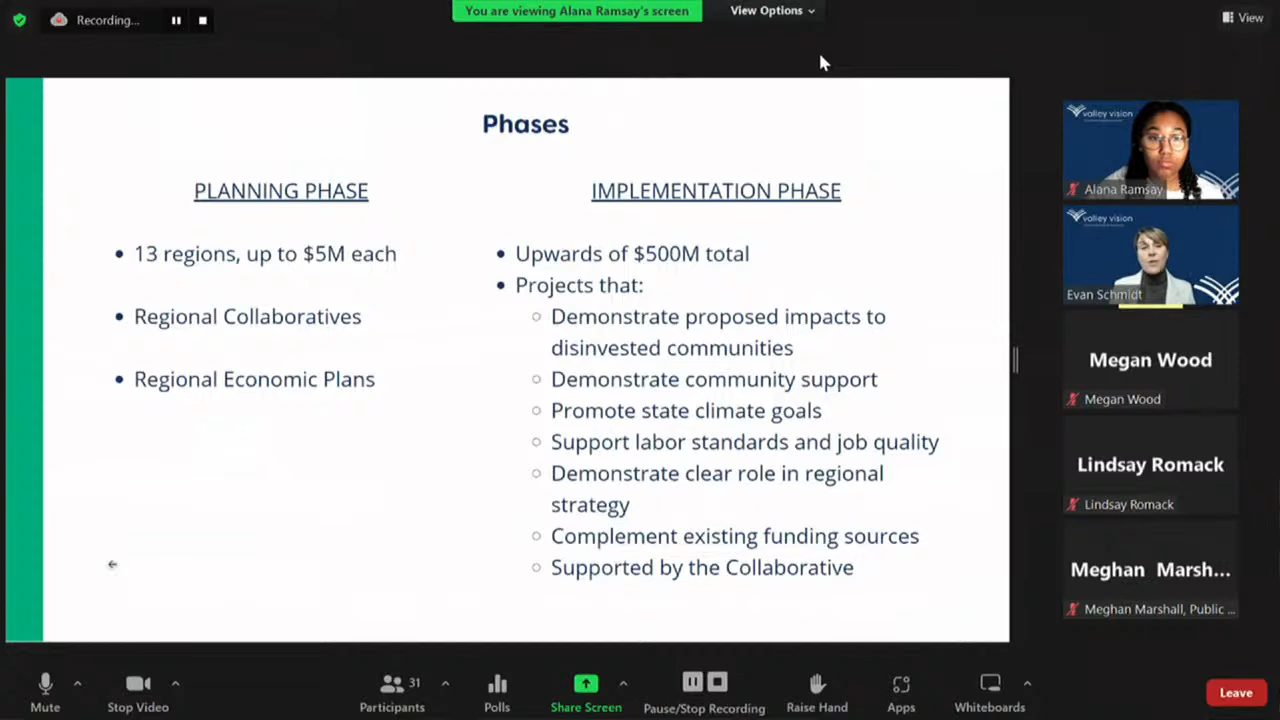 Recording...
You are viewing Alana Ramsay's screen
View Options
View
Phases
PLANNING PHASE
• 13 regions, up to $5M each
• Regional Collaboratives
• Regional Economic Plans
IMPLEMENTATION PHASE
• Upwards of $500M total
• Projects that:
○ Demonstrate proposed impacts to
disinvested communities
○ Demonstrate community support
○ Promote state climate goals
○ Support labor standards and job quality
○ Demonstrate clear role in regional
strategy
○ Complement existing funding sources
○ Supported by the Collaborative
valley vision
Alana Ramsay
valley vision
Evan Schmidt
Megan Wood
Megan Wood
Lindsay Romack
Lindsay Romack
Meghan Marsh...
Meghan Marshall, Public ...
Mute
Stop Video
31
Participants
Polls
Share Screen
Pause/Stop Recording
Raise Hand
Apps
Whiteboards
Leave